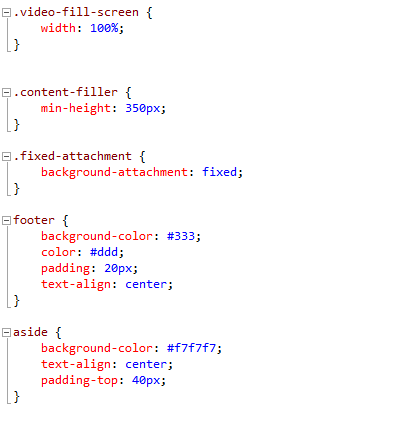 .video-fill-screen {
    width: 100%;
}
.content-filler {
    min-height: 350px;
}
.fixed-attachment {
    background-attachment: fixed;
}
footer {
    background-color: #333;
    color: #ddd;
    padding: 20px;
    text-align: center;
}
aside {
    background-color: #f7f7f7;
    text-align: center;
    padding-top: 40px;
}